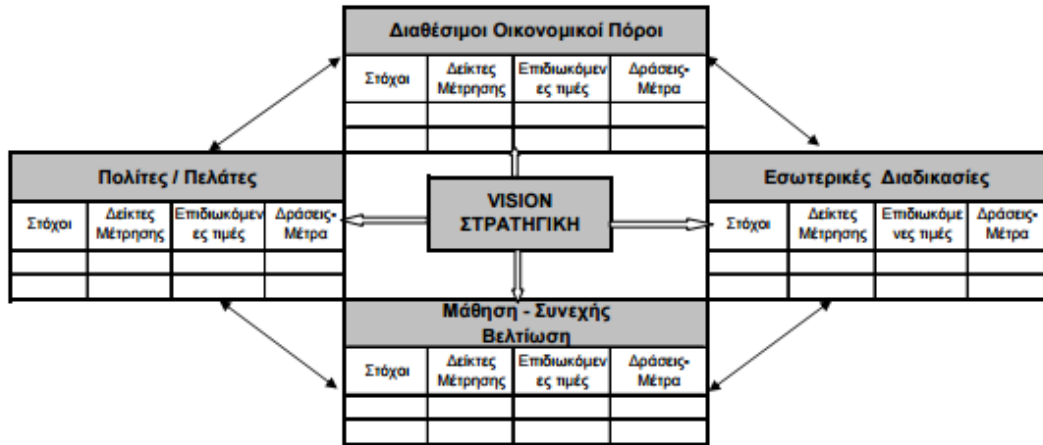 Διαθέσιμοι Οικονομικοί Πόροι
Στόχοι Δείκτες Μέτρησης Επιδιωκόμεν ες τιμές Δράσεις- Μέτρα
Πολίτες / Πελάτες
Στόχοι Δείκτες Μέτρησης Επιδιωκόμεν ες τιμές Δράσεις- Μέτρα
VISION
ΣΤΡΑΤΗΓΙΚΗ
Εσωτερικές Διαδικασίες
Στόχοι Δείκτες Μέτρησης Επιδιωκόμε νες τιμές Δράσεις- Μέτρα
Μάθηση - Συνεχής
Βελτίωση
Στόχοι Δείκτες Μέτρησης Επιδιωκόμεν ες τιμές Δράσεις- Μέτρα